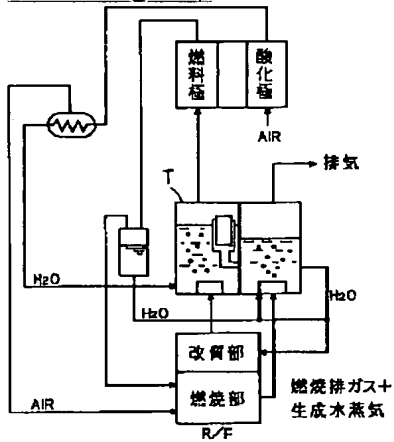 燃料極
酸化極
AIR
排気
T
H2O
H2O
H2O
改質部
燃焼部
AIR
R/F
燃焼排ガス+
生成水蒸気